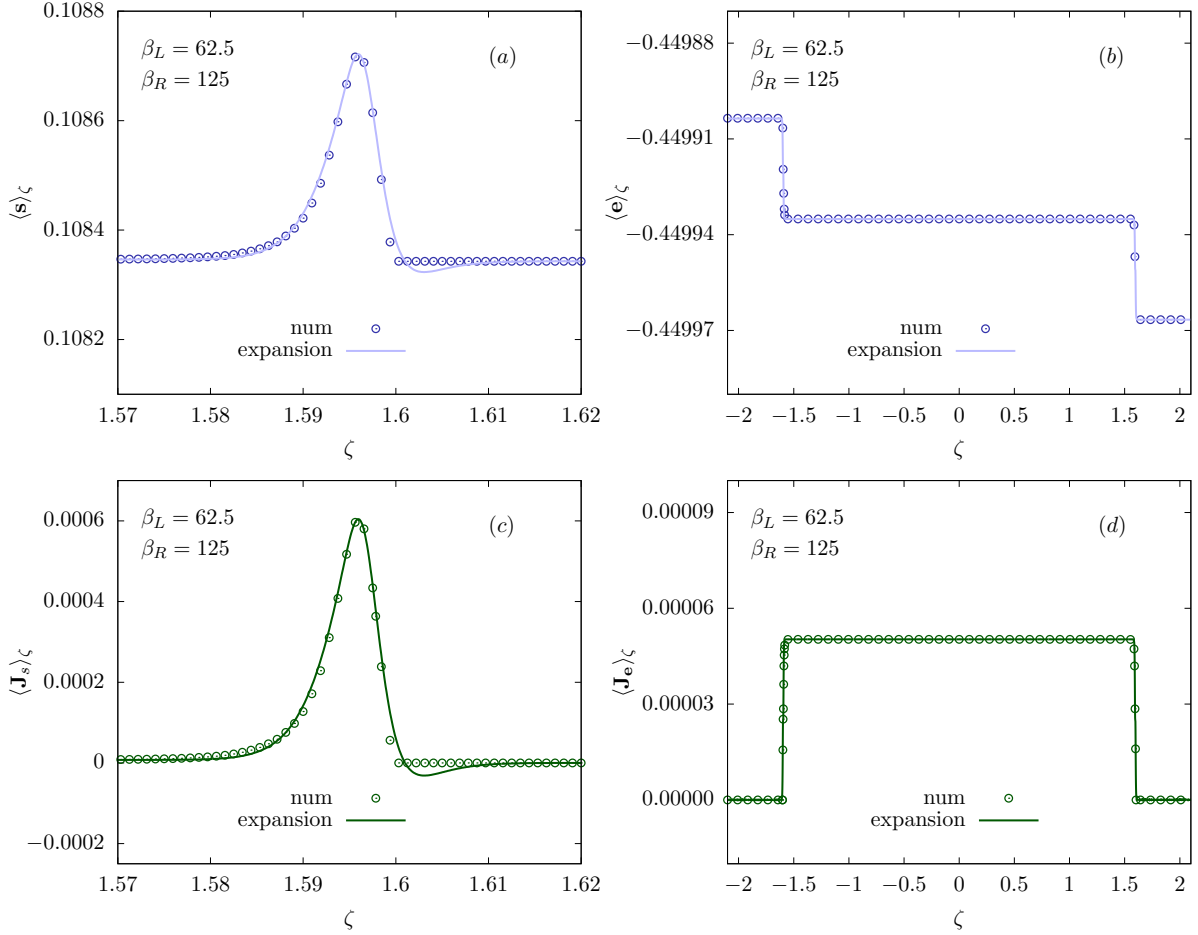 0.1088
0.1086
0.1084
0.1082
⟨s⟩ζ
β_L = 62.5
β_R = 125
(a)
num
expansion
1.57 1.58 1.59 1.6 1.61 1.62
ζ
−0.44988
−0.44991
−0.44994
−0.44997
⟨e⟩ζ
β_L = 62.5
β_R = 125
(b)
num
expansion
−2 −1.5 −1 −0.5 0 0.5 1 1.5 2
ζ
0.0006
0.0004
0.0002
0
−0.0002
⟨J_s⟩ζ
β_L = 62.5
β_R = 125
(c)
num
expansion
1.57 1.58 1.59 1.6 1.61 1.62
ζ
0.00009
0.00006
0.00003
0.00000
⟨J_e⟩ζ
β_L = 62.5
β_R = 125
(d)
num
expansion
−2 −1.5 −1 −0.5 0 0.5 1 1.5 2
ζ